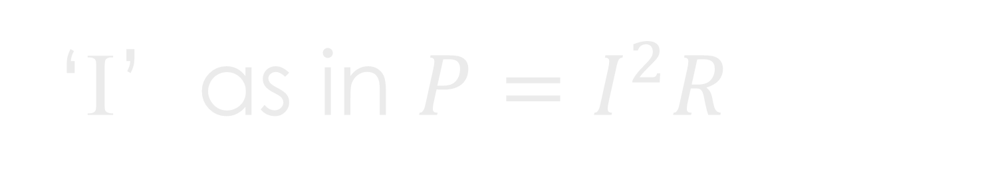 ‘I’ as in P = I²R